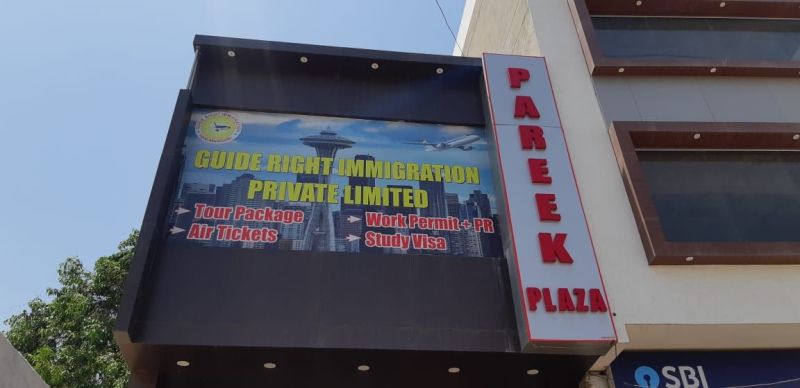 GUIDE RIGHT IMMIGRATION
PRIVATE LIMITED
Tour Package
Work Permit + PR
Air Tickets
Study Visa
PAREEK
PLAZA
SBI